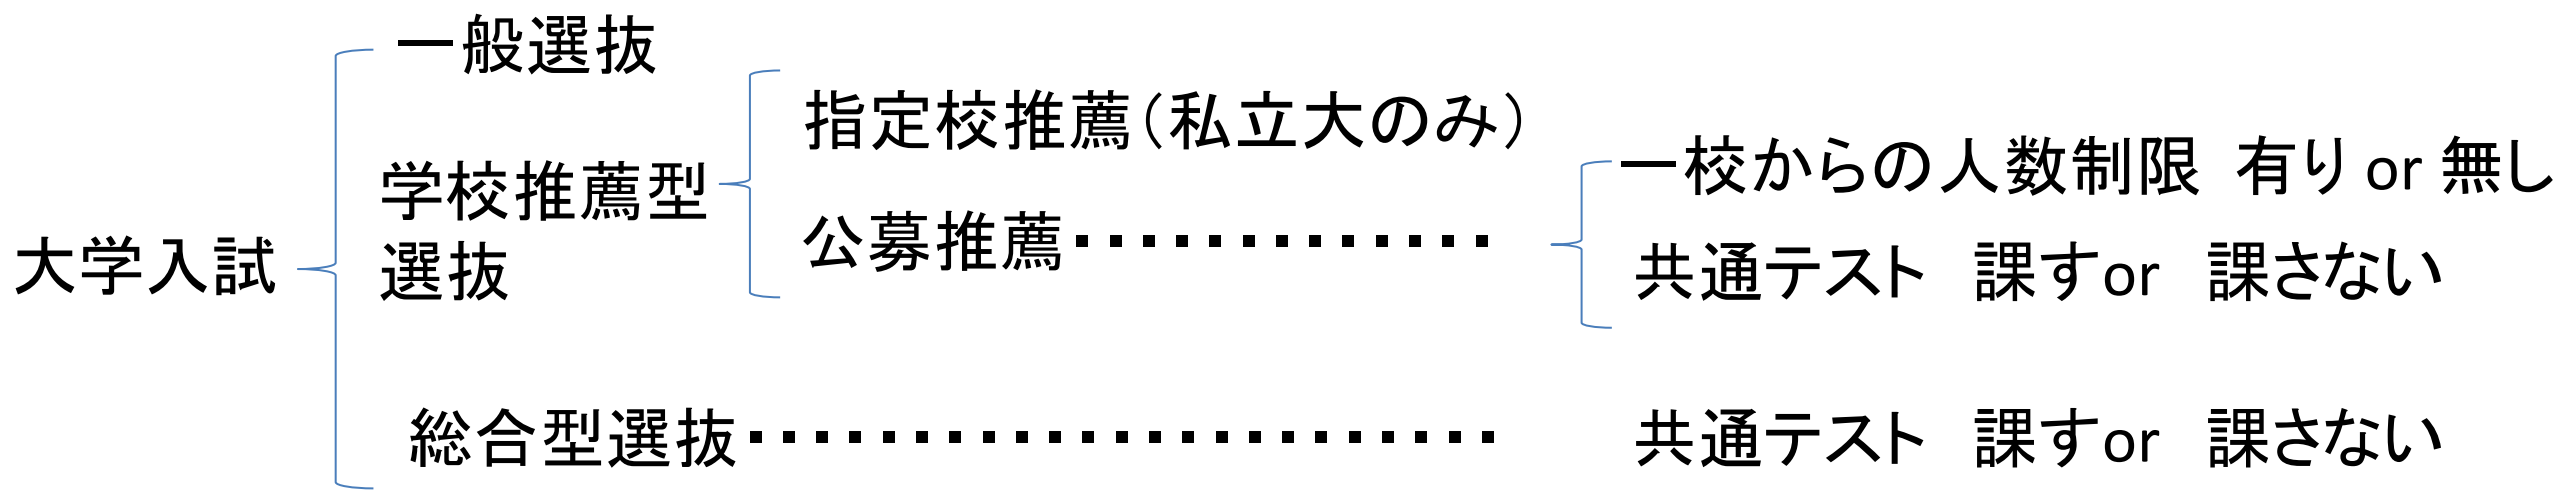 一般選抜
指定校推薦（私立大のみ）
一校からの人数制限　有り or 無し
学校推薦型
選抜
公募推薦・・・・・・・・・・・・・
共通テスト　課すor　課さない
大学入試
総合型選抜・・・・・・・・・・・・・・・・・・・・・・・
共通テスト　課すor　課さない